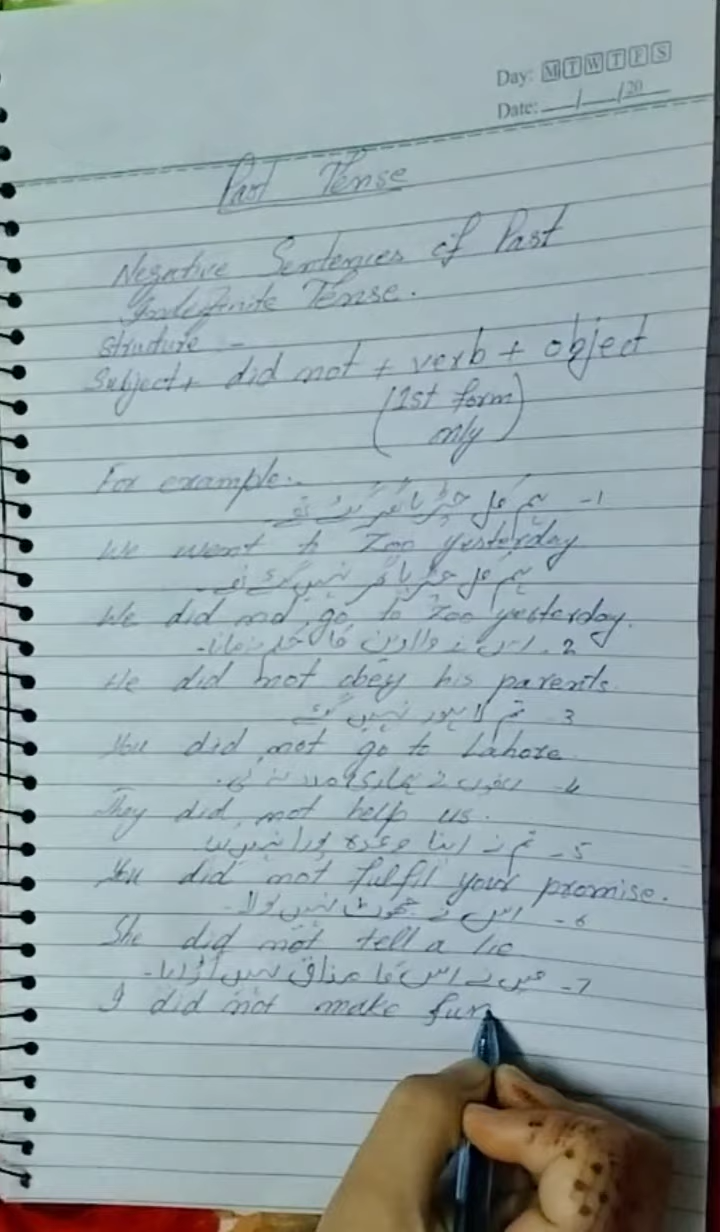 Day: M T W T F S
Date: __/__/20__
Past Tense
Negative Sentences of Past
Indefinite Tense.
Structure :-
Subject + did not + verb + object
(1st form
only)
For example:-
1- ہم کل چڑیا گھر گئے تھے۔
We went to Zoo yesterday
ہم کل چڑیا گھر نہیں گئے تھے۔
We did not go to Zoo yesterday.
2. اس نے والدین کا حکم نہ مانا۔
He did not obey his parents.
3- تم لاہور نہیں گئے
You did not go to Lahore
4- انھوں نے ہماری مدد نہ کی۔
They did not help us.
5- تم نے اپنا وعدہ پورا نہیں کیا
You did not fulfil your promise.
6- اس نے جھوٹ نہیں بولا۔
She did not tell a lie
7- میں نے اس کا مذاق نہیں اُڑایا۔
I did not make fun